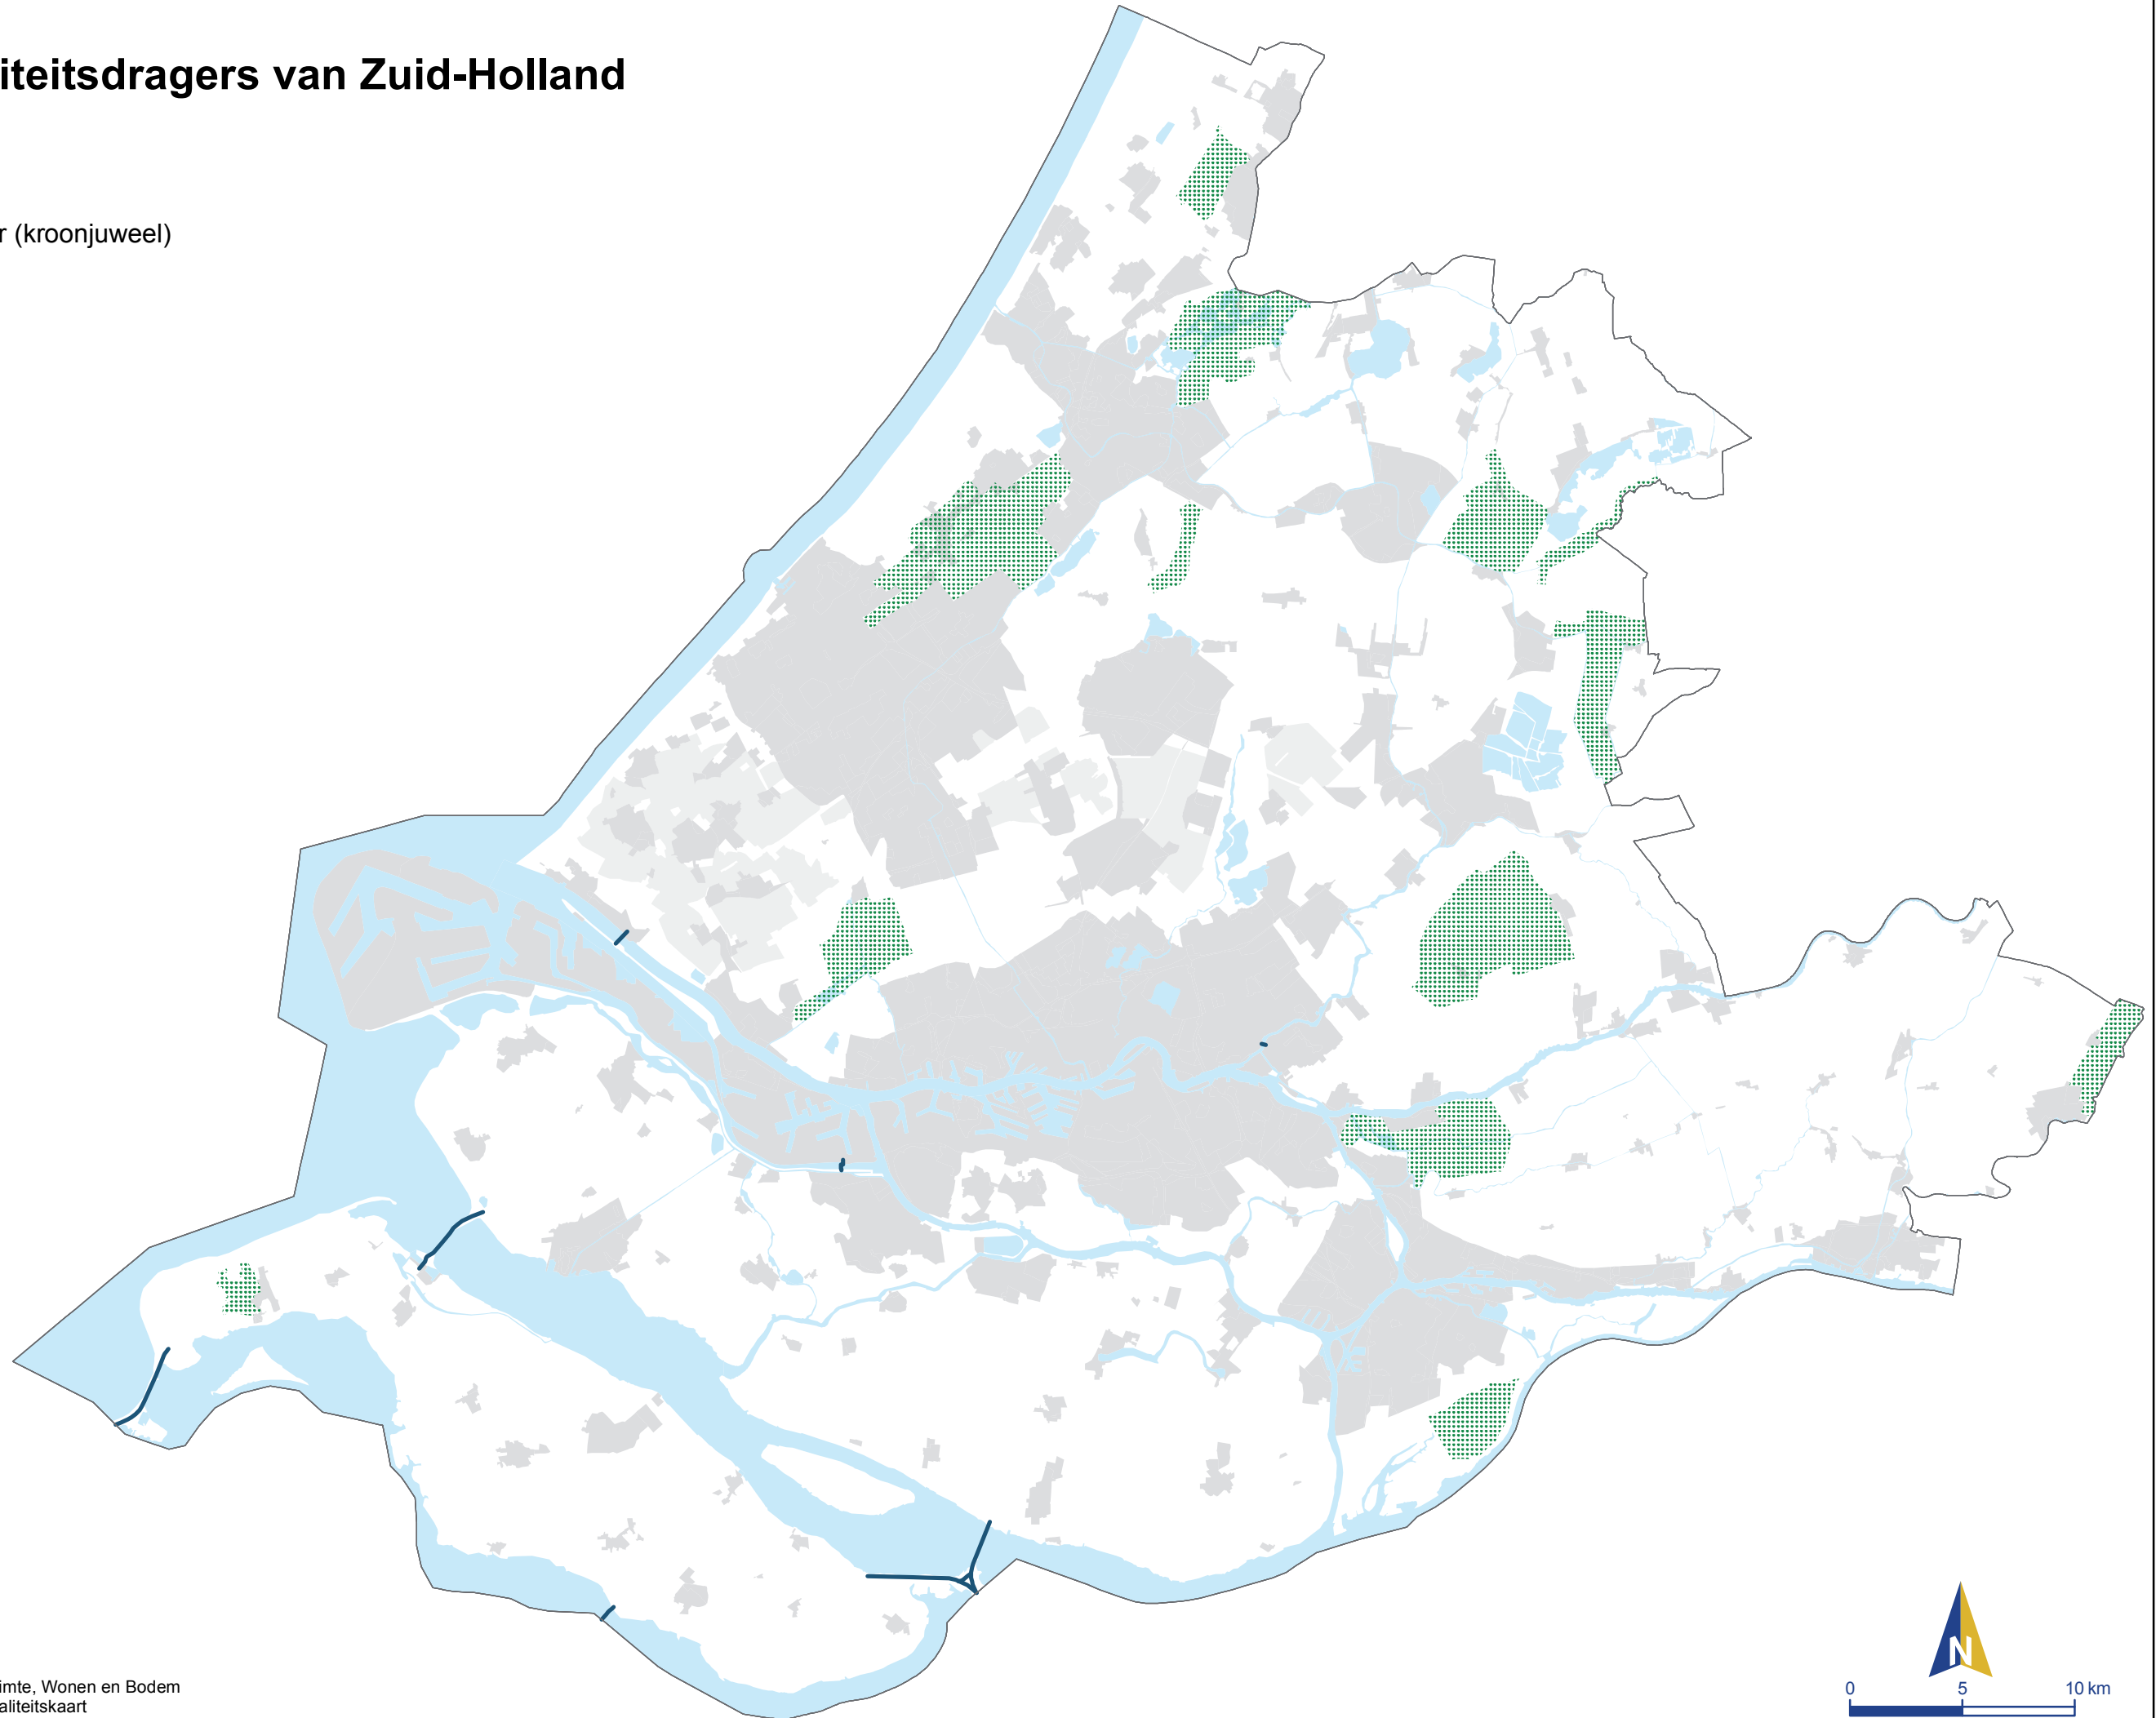 iteitsdragers van Zuid-Holland
r (kroonjuweel)
imte, Wonen en Bodem
aliteitskaart
N
0 5 10 km